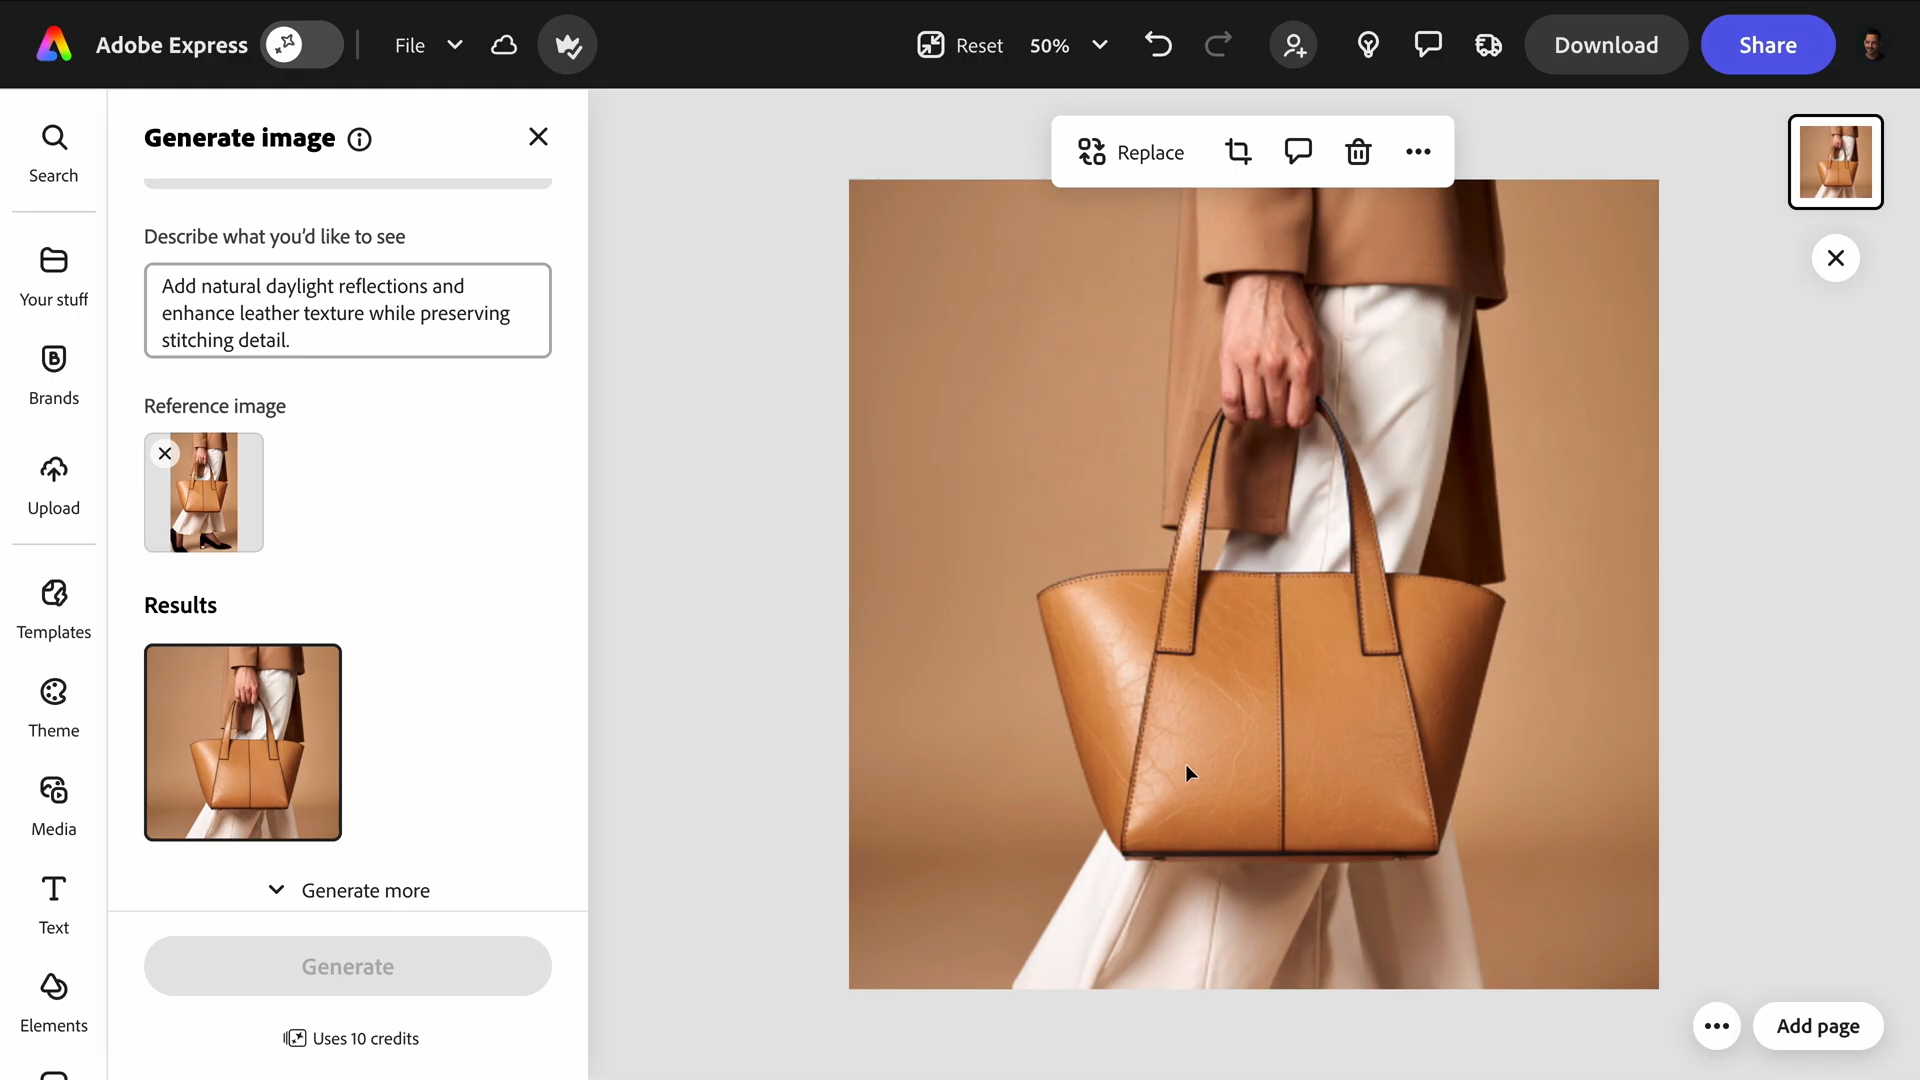 Adobe Express
File
Reset
50%
Download
Share
Search
Your stuff
Brands
Upload
Templates
Theme
Media
Text
Elements
Generate image
Describe what you'd like to see
Add natural daylight reflections and
enhance leather texture while preserving
stitching detail.
Reference image
Results
Generate more
Generate
Uses 10 credits
Replace
Add page